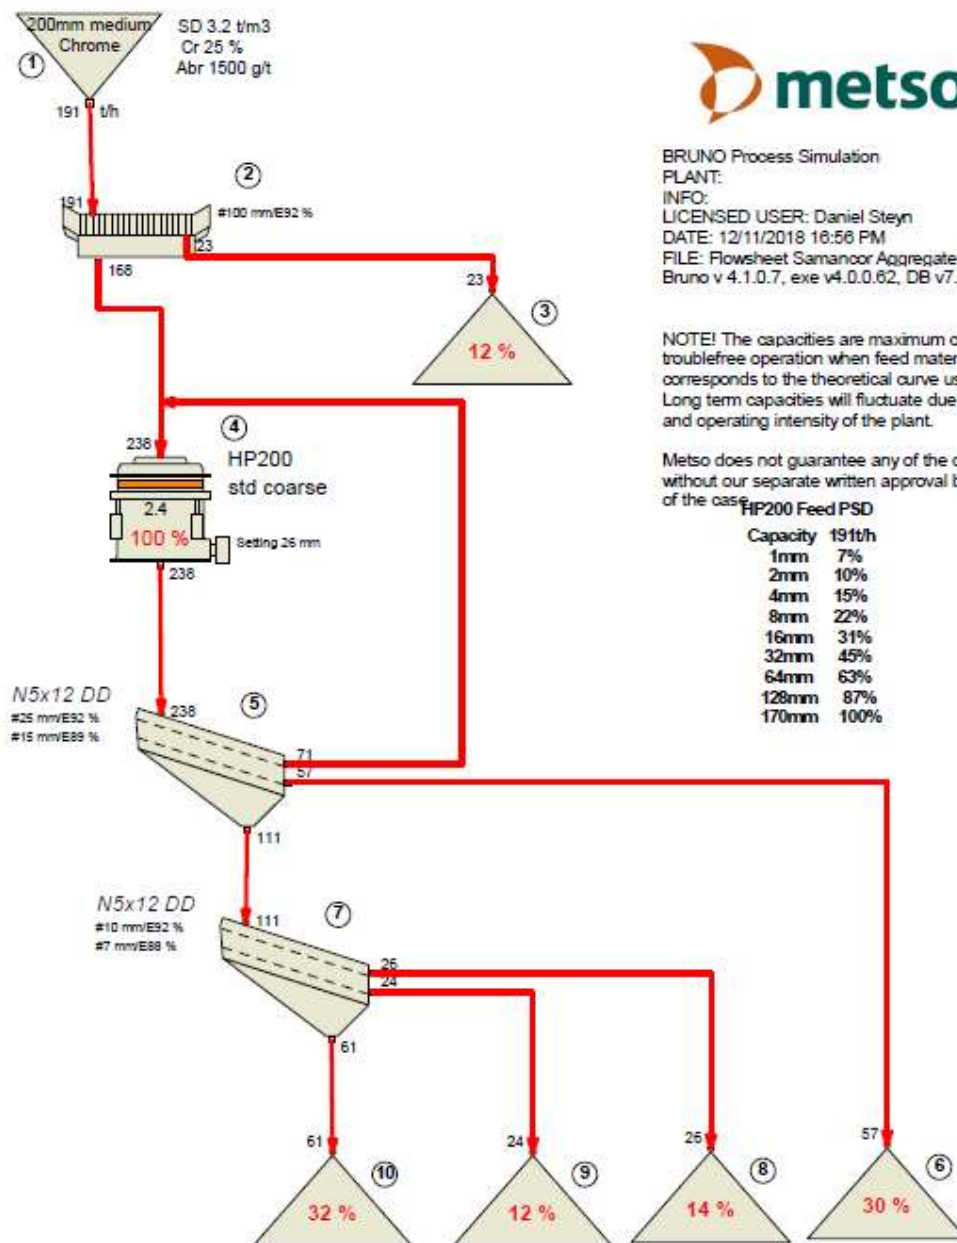 200mm medium
Chrome
SD 3.2 t/m3
Cr 25 %
Abr 1500 g/t
1
191 t/h
metso
BRUNO Process Simulation
PLANT:
INFO:
LICENSED USER: Daniel Steyn
DATE: 12/11/2018 16:56 PM
FILE: Flowsheet Samancor Aggregate
Bruno v 4.1.0.7, exe v4.0.0.62, DB v7.
2
191
#100 mm/E92 %
23
168
23
3
12 %
NOTE! The capacities are maximum c
troublefree operation when feed mater
corresponds to the theoretical curve us
Long term capacities will fluctuate due
and operating intensity of the plant.
Metso does not guarantee any of the c
without our separate written approval b
of the case
4
238
HP200
std coarse
2.4
100 %
Setting 26 mm
238
HP200 Feed PSD
Capacity 191t/h
1mm 7%
2mm 10%
4mm 15%
8mm 22%
16mm 31%
32mm 45%
64mm 63%
128mm 87%
170mm 100%
N5x12 DD
#25 mm/E92 %
#15 mm/E89 %
238
5
71
57
111
N5x12 DD
#10 mm/E92 %
#7 mm/E88 %
111
7
26
24
61
61
10
32 %
24
9
12 %
26
8
14 %
57
6
30 %